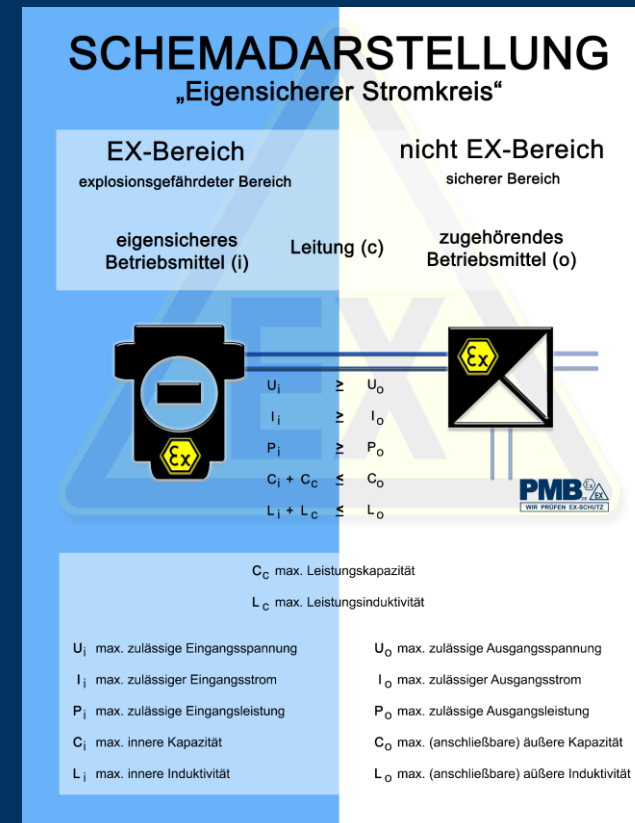 SCHEMADARSTELLUNG
„Eigensicherer Stromkreis“
EX-Bereich
explosionsgefährdeter Bereich
nicht EX-Bereich
sicherer Bereich
eigensicheres
Betriebsmittel (i)
Leitung (c)
zugehörendes
Betriebsmittel (o)
EX
Ex
Ex
Ui ≥ Uo
Ii ≥ Io
Pi ≥ Po
Ci + Cc ≤ Co
Li + Lc ≤ Lo
PMB
WIR PRÜFEN EX-SCHUTZ
Cc max. Leistungskapazität
Lc max. Leistungsinduktivität
Ui max. zulässige Eingangsspannung
Ii max. zulässiger Eingangsstrom
Pi max. zulässige Eingangsleistung
Ci max. innere Kapazität
Li max. innere Induktivität
Uo max. zulässige Ausgangsspannung
Io max. zulässiger Ausgangsstrom
Po max. zulässige Ausgangsleistung
Co max. (anschließbare) äußere Kapazität
Lo max. (anschließbare) aüßere Induktivität